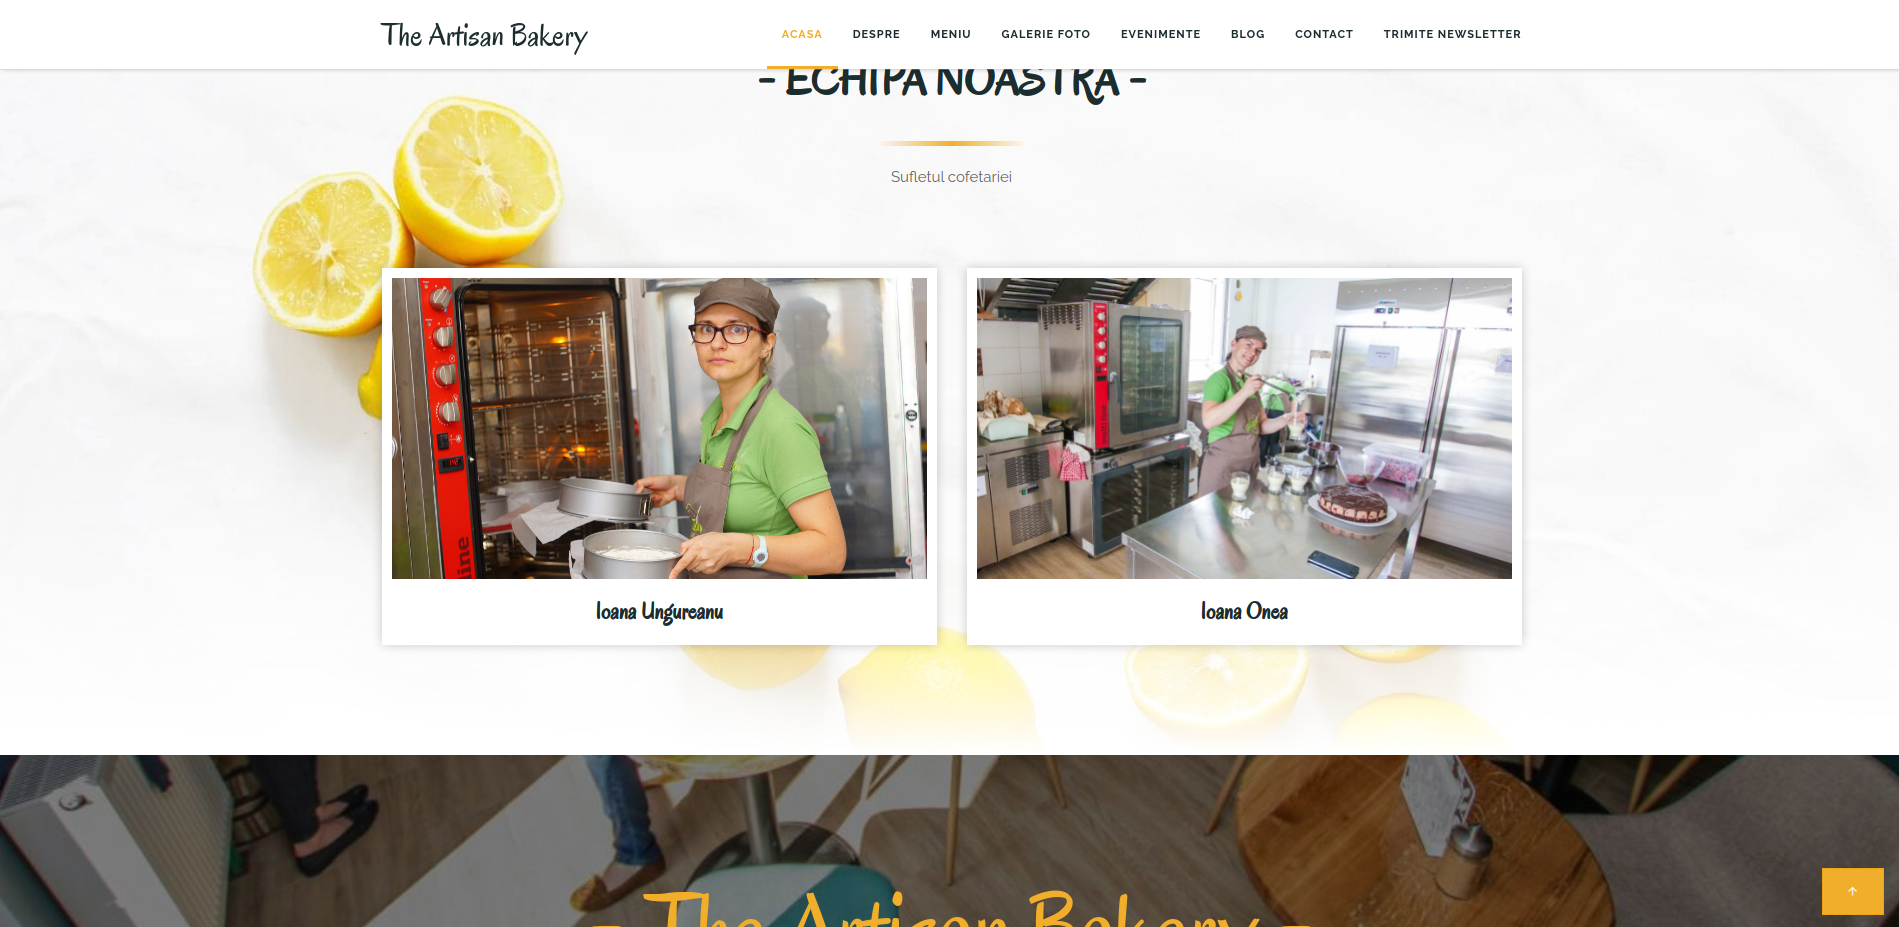 The Artisan Bakery
ACASA DESPRE MENIU GALERIE FOTO EVENIMENTE BLOG CONTACT TRIMITE NEWSLETTER
- ECHIPA NOASTRA -
Sufletul cofetariei
Ioana Ungureanu
Ioana Onea
- The Artisan Bakery -